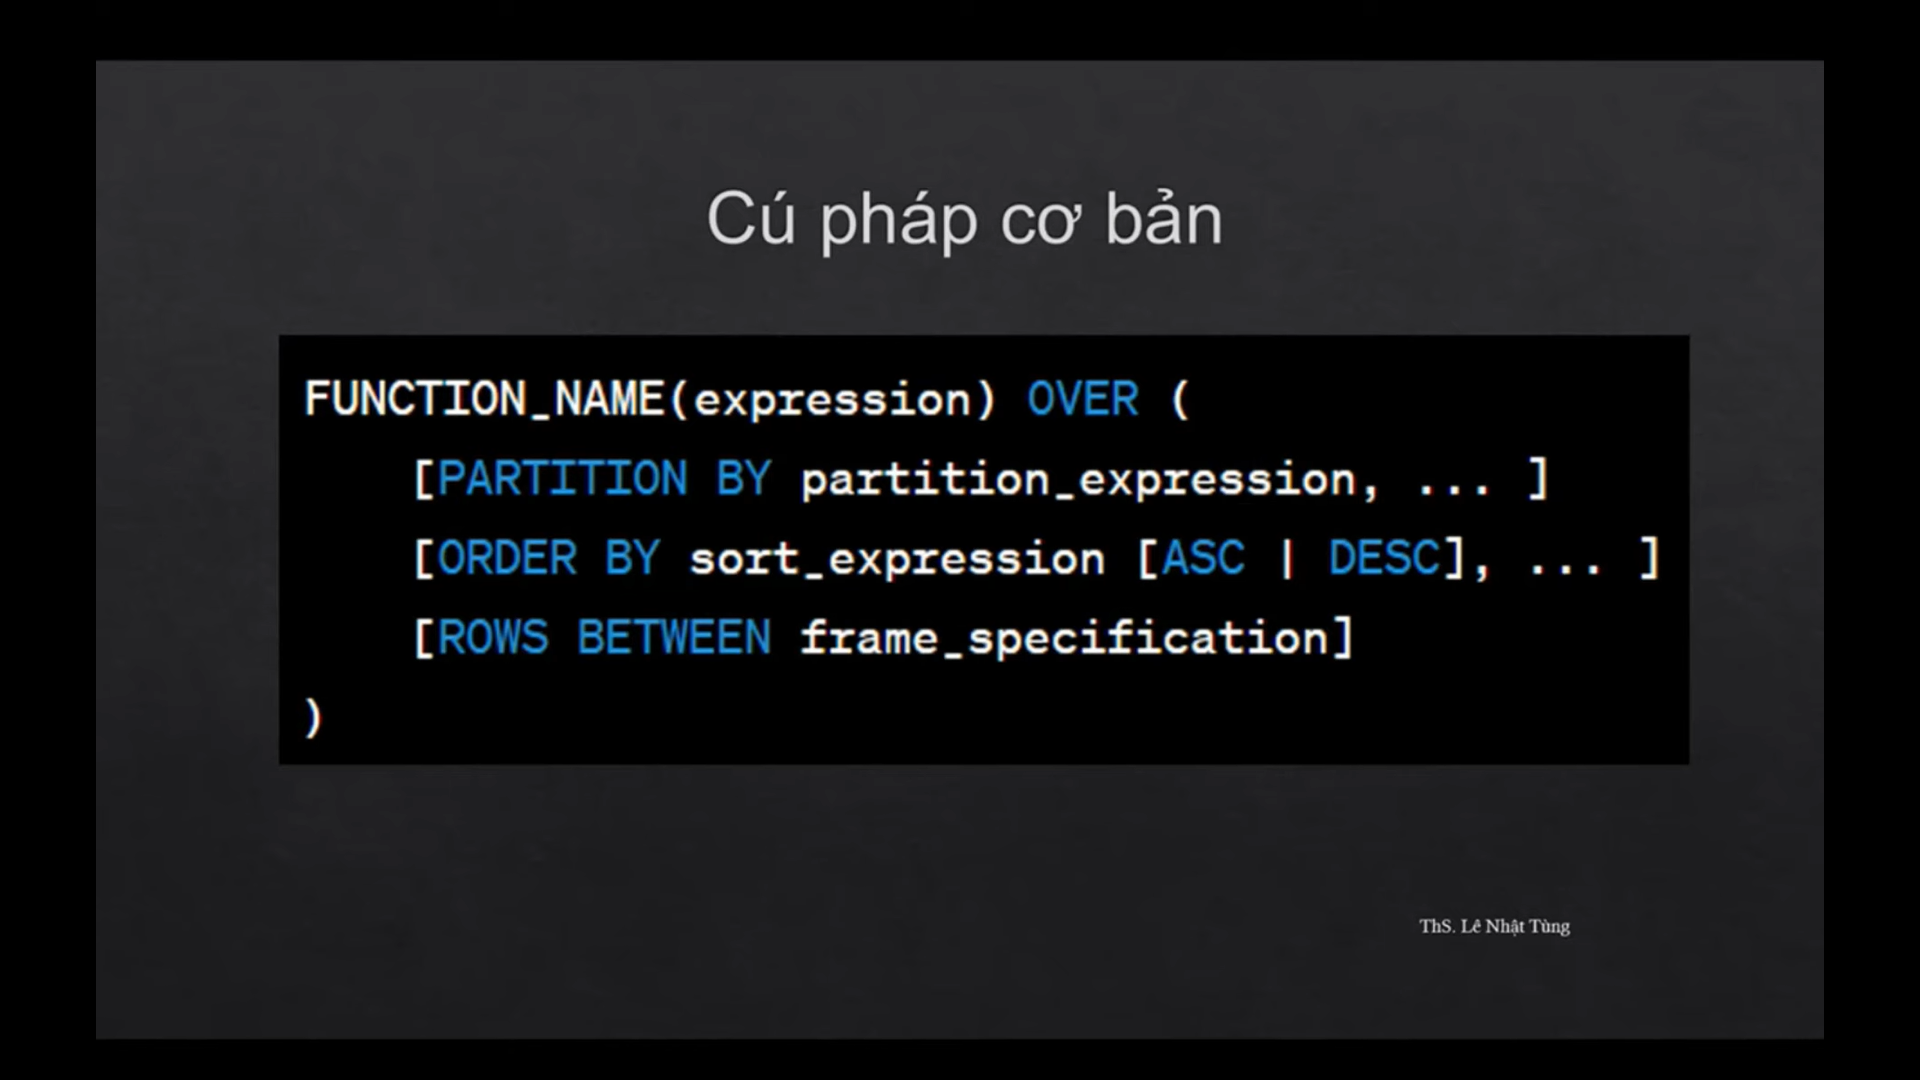 Cú pháp cơ bản
FUNCTION_NAME(expression) OVER (
[PARTITION BY partition_expression, ... ]
[ORDER BY sort_expression [ASC | DESC], ... ]
[ROWS BETWEEN frame_specification]
)
ThS. Lê Nhật Tùng